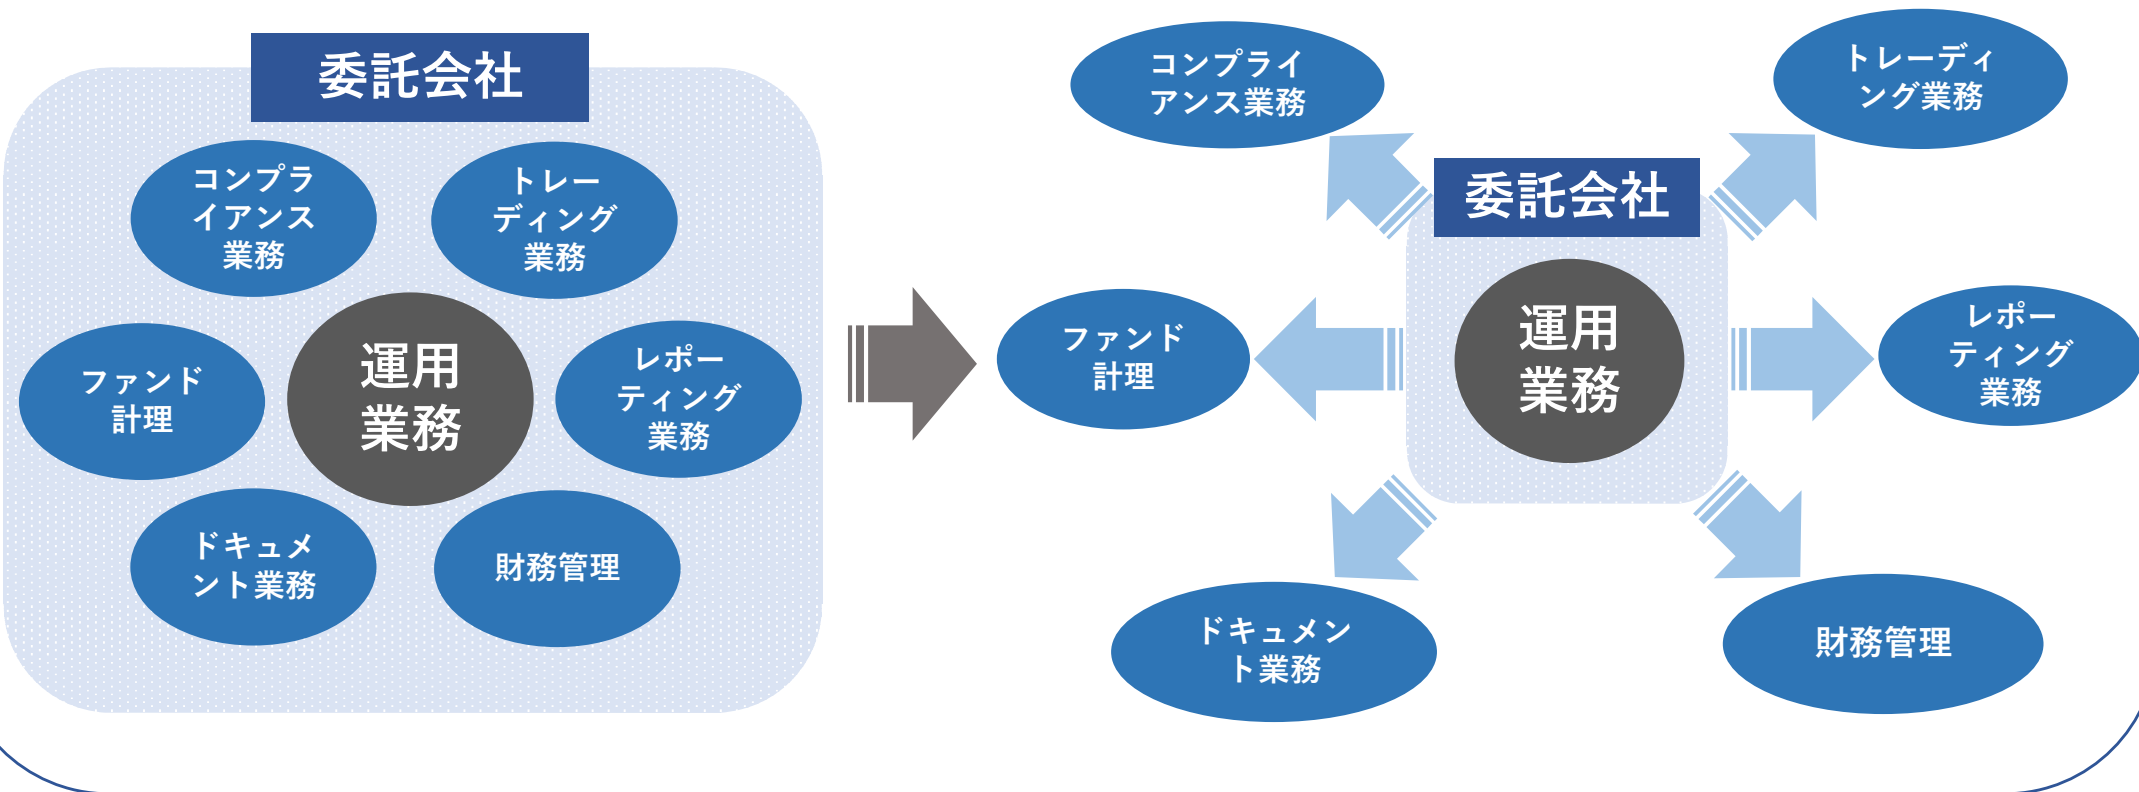 委託会社
コンプラ
イアンス
業務
トレー
ディング
業務
ファンド
計理
運用
業務
レポー
ティング
業務
ドキュメ
ント業務
財務管理
コンプライ
アンス業務
トレーディ
ング業務
委託会社
ファンド
計理
運用
業務
レポー
ティング
業務
ドキュメン
ト業務
財務管理